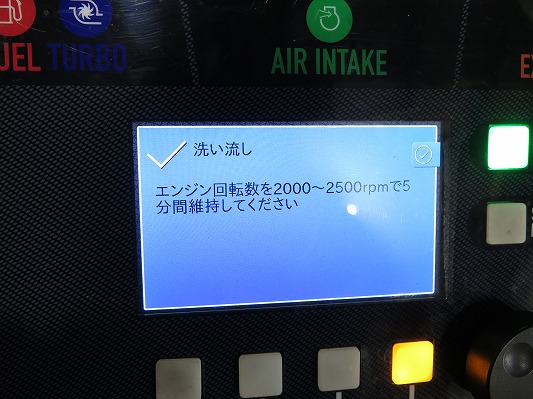 UEL TURBO
AIR INTAKE
EX
洗い流し
エンジン回転数を2000～2500rpmで5
分間維持してください